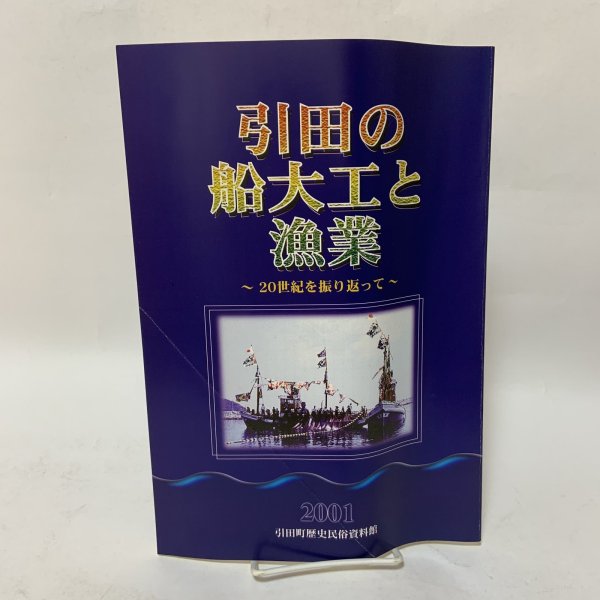 引田の
船大工と
漁業
～20世紀を振り返って～
2001
引田町歴史民俗資料館